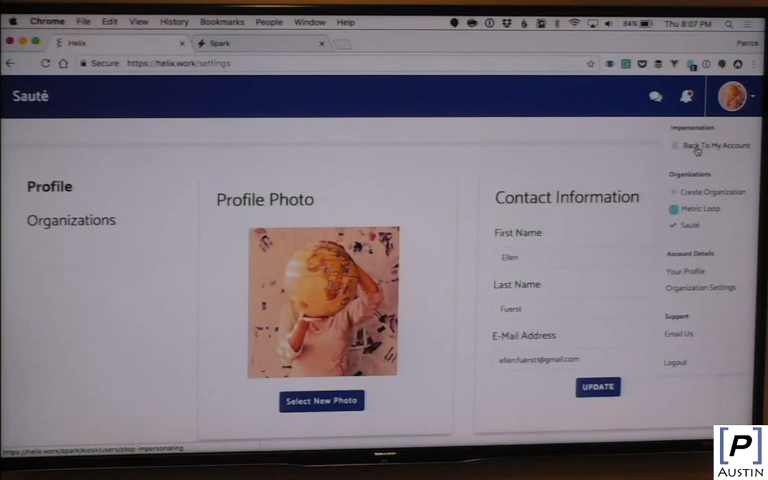 Chrome File Edit View History Bookmarks People Window Help
84% Thu 8:07 PM
Helix
Spark
Patrick
Secure https://helix.work/settings
Sauté
Impersonation
Back To My Account
Organizations
Create Organization
Metric Loop
Sauté
Account Details
Your Profile
Organization Settings
Support
Email Us
Logout
Profile
Organizations
Profile Photo
Select New Photo
Contact Information
First Name
Ellen
Last Name
Fuerst
E-Mail Address
ellen.fuerst1@gmail.com
UPDATE
https://helix.work/spark/kiosk/users/stop-impersonating
[P]
AUSTIN